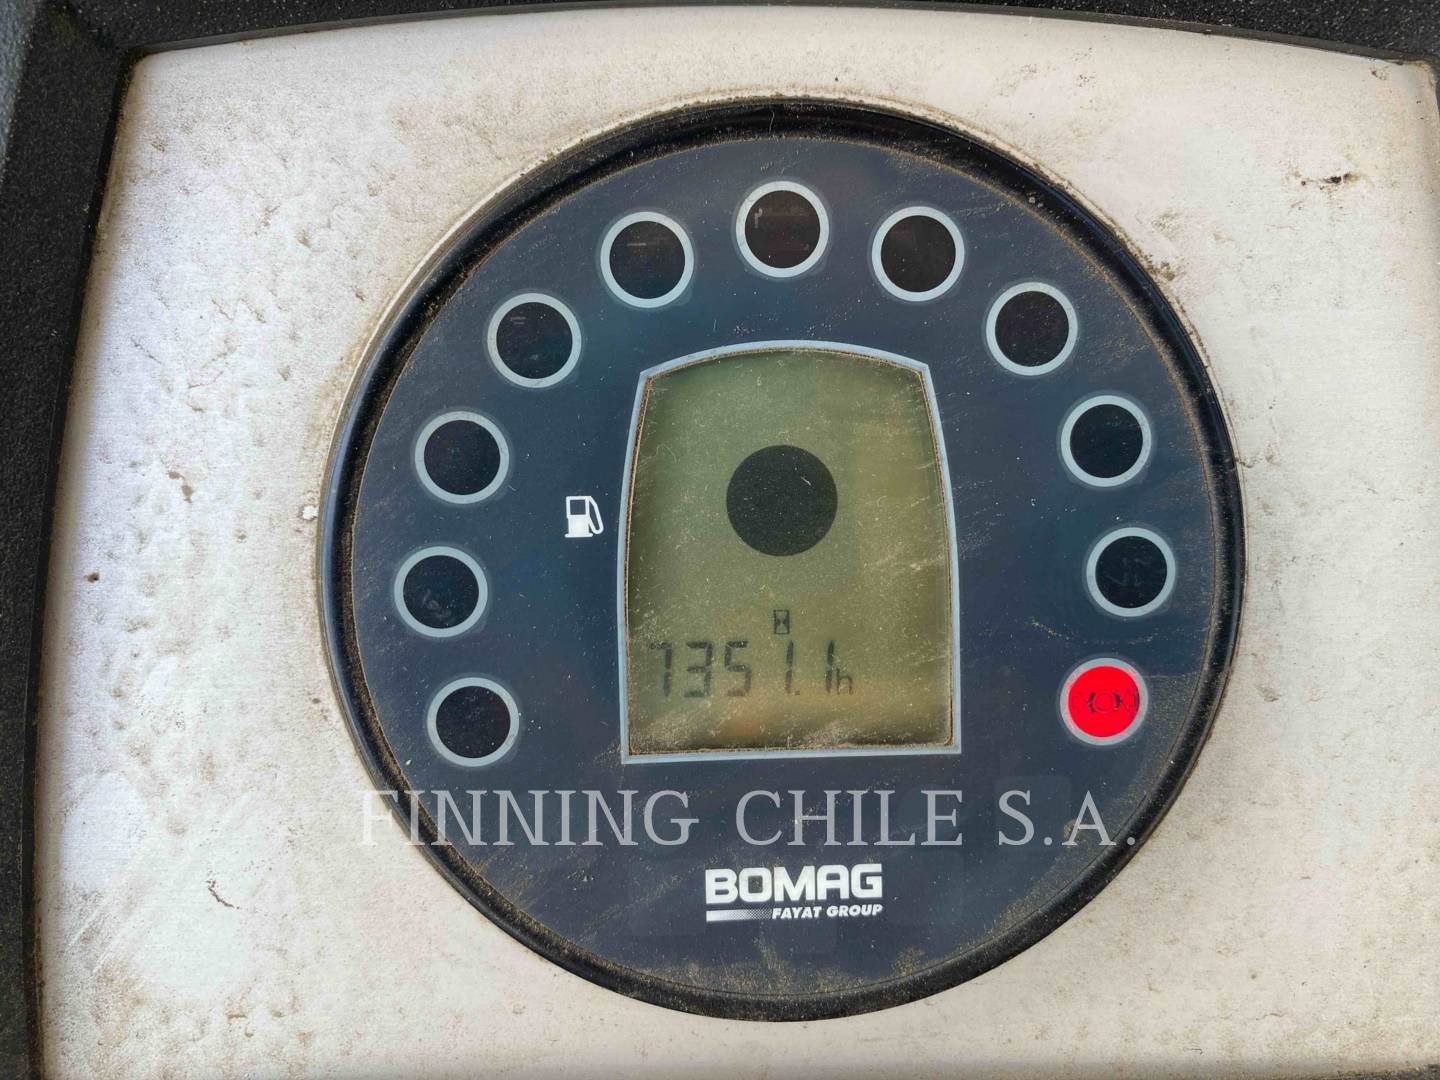 7351.1h
FINNING CHILE S.A.
BOMAG
FAYAT GROUP